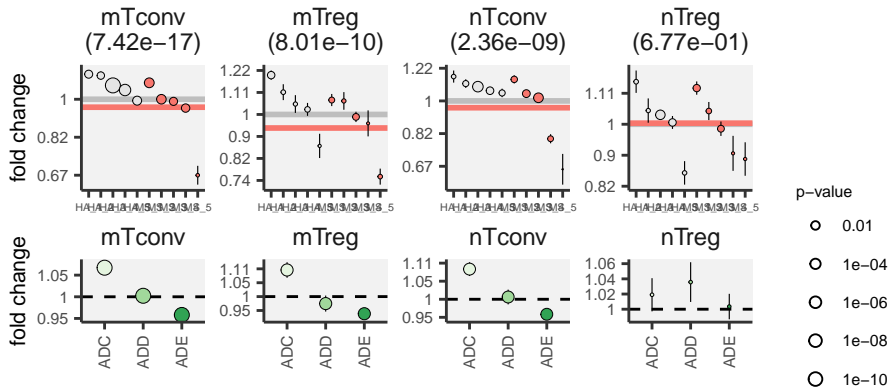 mTconv
(7.42e−17)
mTreg
(8.01e−10)
nTconv
(2.36e−09)
nTreg
(6.77e−01)
fold change
1
0.82
0.67
1.22
1.11
1
0.9
0.82
0.74
1.22
1
0.82
0.67
1.11
1
0.9
0.82
mTconv
mTreg
nTconv
nTreg
fold change
1.05
1
0.95
1.11
1.05
1
0.95
1.1
1.05
1
0.95
1.06
1.04
1.02
1
ADC
ADD
ADE
ADC
ADD
ADE
ADC
ADD
ADE
ADC
ADD
ADE
p−value
0.01
1e−04
1e−06
1e−08
1e−10